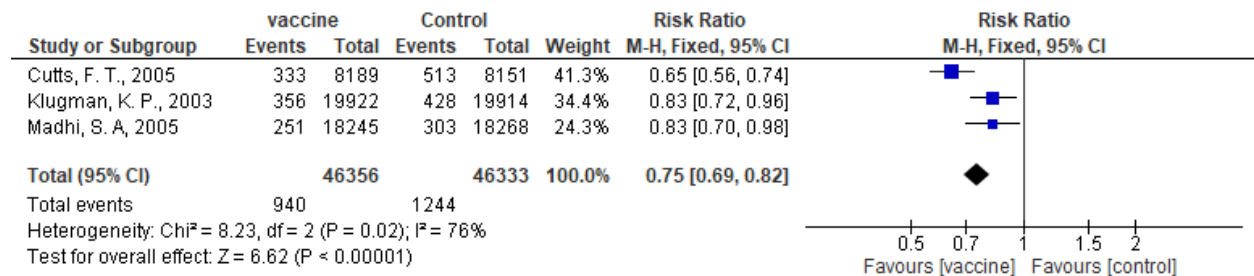 vaccine Control Risk Ratio Risk Ratio
Study or Subgroup Events Total Events Total Weight M-H, Fixed, 95% CI M-H, Fixed, 95% CI
Cutts, F. T., 2005 333 8189 513 8151 41.3% 0.65 [0.56, 0.74]
Klugman, K. P., 2003 356 19922 428 19914 34.4% 0.83 [0.72, 0.96]
Madhi, S. A, 2005 251 18245 303 18268 24.3% 0.83 [0.70, 0.98]
Total (95% CI) 46356 46333 100.0% 0.75 [0.69, 0.82]
Total events 940 1244
Heterogeneity: Chi² = 8.23, df = 2 (P = 0.02); I² = 76%
Test for overall effect: Z = 6.62 (P < 0.00001)
0.5 0.7 1 1.5 2
Favours [vaccine] Favours [control]